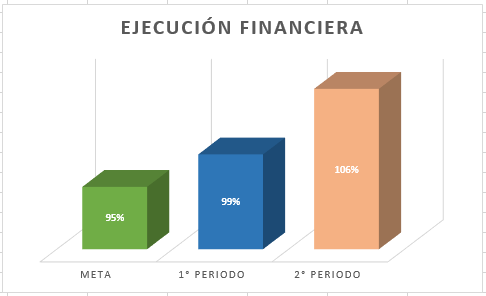 EJECUCIÓN FINANCIERA
106%
99%
95%
META 1° PERIODO 2° PERIODO